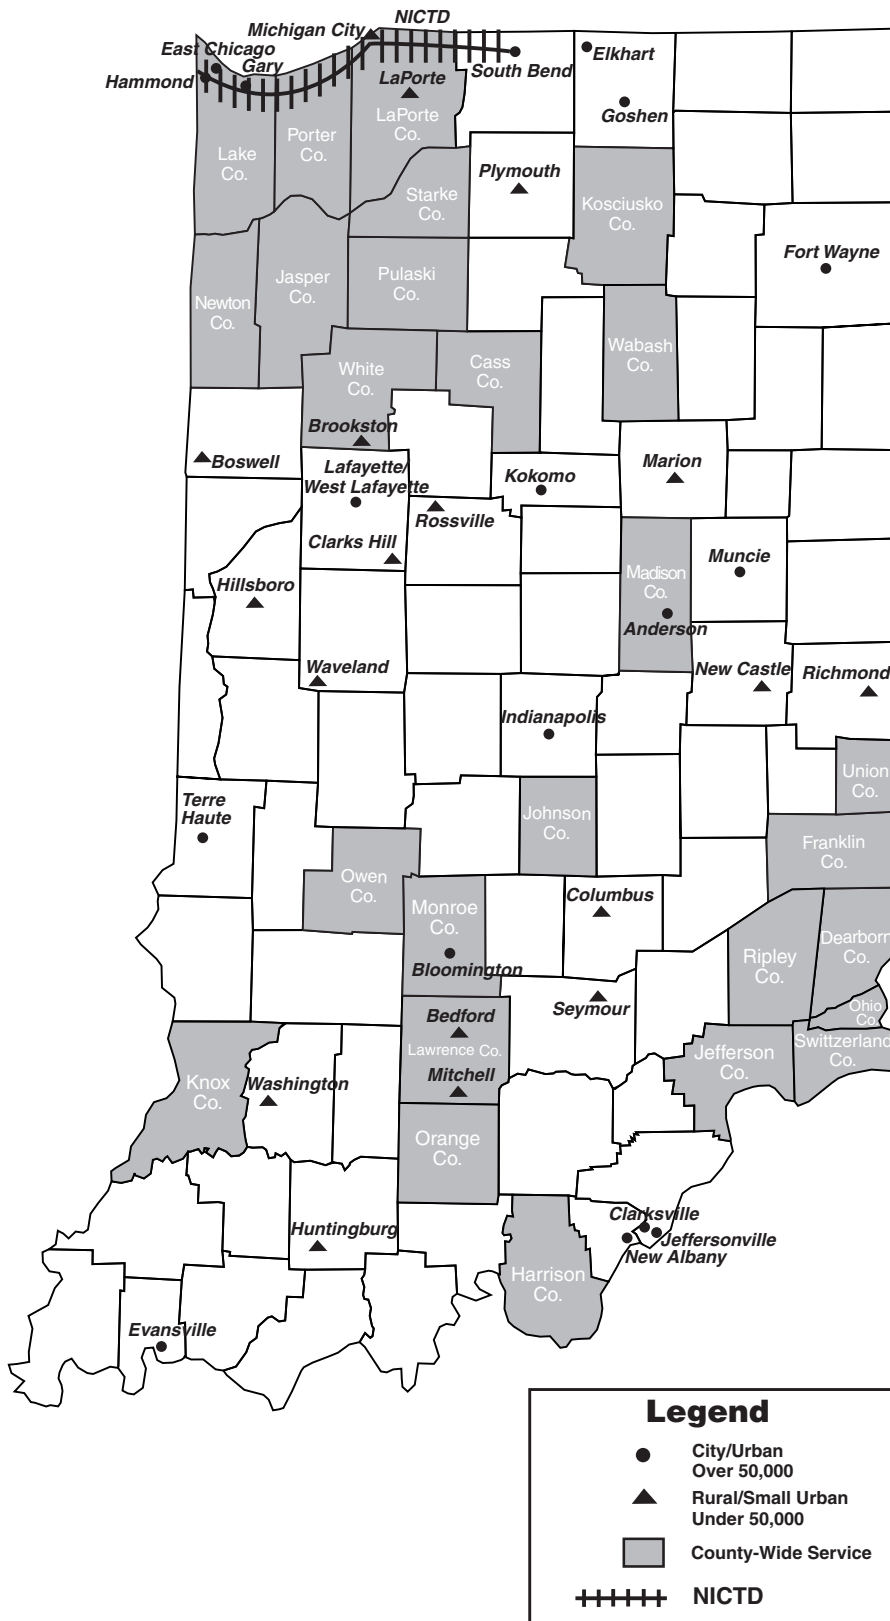 NICTD
Michigan City
East Chicago
Gary
Hammond
South Bend
Elkhart
LaPorte
Goshen
LaPorte
Co.
Porter
Co.
Lake
Co.
Plymouth
Starke
Co.
Kosciusko
Co.
Fort Wayne
Jasper
Co.
Pulaski
Co.
Newton
Co.
Wabash
Co.
White
Co.
Cass
Co.
Brookston
Boswell
Lafayette/
West Lafayette
Kokomo
Marion
Rossville
Clarks Hill
Muncie
Madison
Co.
Hillsboro
Anderson
Waveland
New Castle
Richmond
Indianapolis
Union
Co.
Terre
Haute
Johnson
Co.
Franklin
Co.
Owen
Co.
Columbus
Monroe
Co.
Dearborn
Co.
Ripley
Co.
Bloomington
Seymour
Ohio
Co.
Bedford
Lawrence Co.
Switzerland
Co.
Jefferson
Co.
Mitchell
Knox
Co.
Washington
Orange
Co.
Clarksville
Huntingburg
Jeffersonville
New Albany
Harrison
Co.
Evansville
Legend
City/Urban
Over 50,000
Rural/Small Urban
Under 50,000
County-Wide Service
NICTD